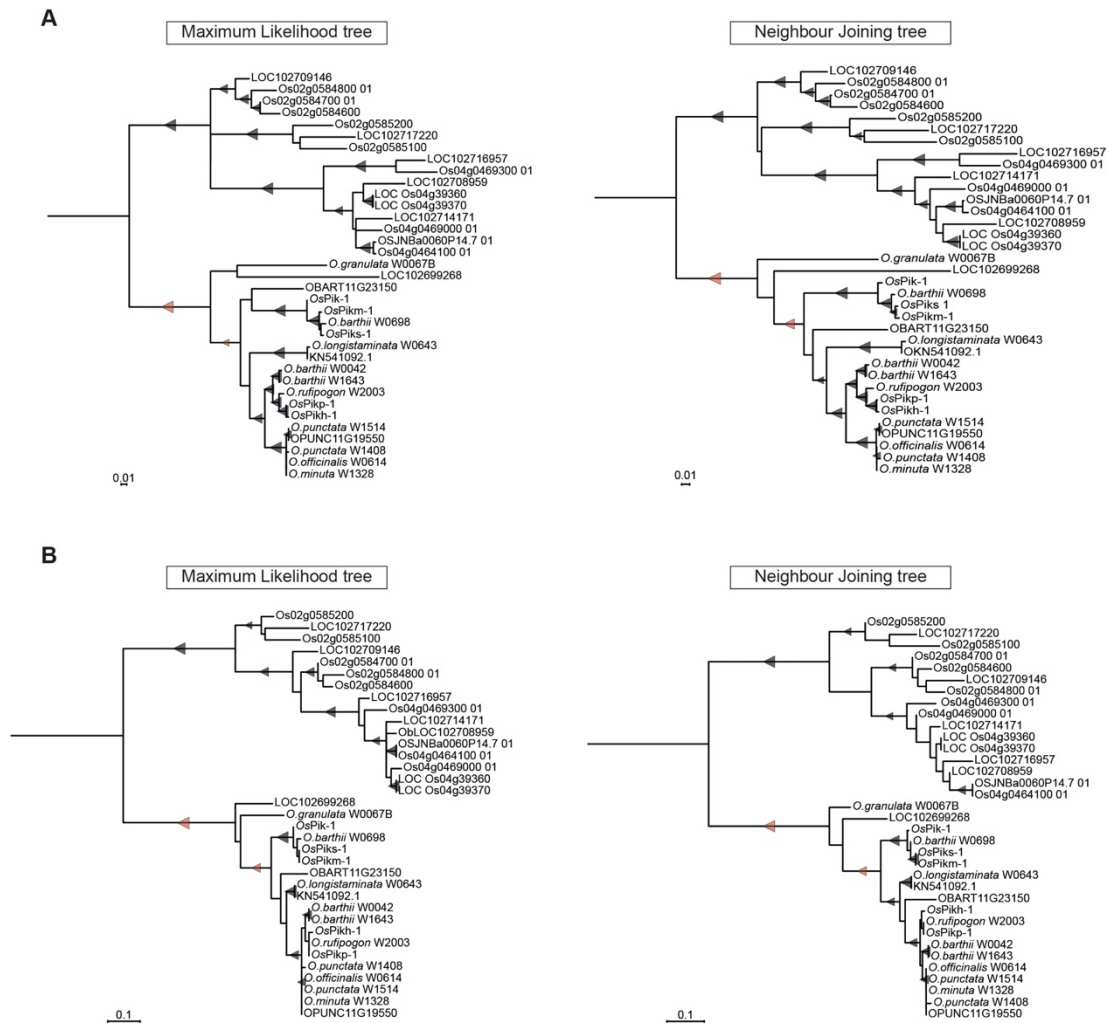 A
Maximum Likelihood tree
LOC102709146
Os02g0584800 01
Os02g0584700 01
Os02g0584600
Os02g0585200
LOC102717220
Os02g0585100
LOC102716957
Os04g0469300 01
LOC102708959
LOC Os04g39360
LOC Os04g39370
LOC102714171
Os04g0469000 01
OSJNBa0060P14.7 01
Os04g0464100 01
O.granulata W0067B
LOC102699268
OBART11G23150
OsPik-1
OsPikm-1
O.barthii W0698
OsPiks-1
O.longistaminata W0643
KN541092.1
O.barthii W0042
O.barthii W1643
O.rufipogon W2003
OsPikp-1
OsPikh-1
O.punctata W1514
OPUNC11G19550
O.punctata W1408
O.officinalis W0614
O.minuta W1328
0.01
Neighbour Joining tree
LOC102709146
Os02g0584800 01
Os02g0584700 01
Os02g0584600
Os02g0585200
LOC102717220
Os02g0585100
LOC102716957
Os04g0469300 01
LOC102714171
Os04g0469000 01
OSJNBa0060P14.7 01
Os04g0464100 01
LOC102708959
LOC Os04g39360
LOC Os04g39370
O.granulata W0067B
LOC102699268
OsPik-1
O.barthii W0698
OsPiks 1
OsPikm-1
OBART11G23150
O.longistaminata W0643
OKN541092.1
O.barthii W0042
O.barthii W1643
O.rufipogon W2003
OsPikp-1
OsPikh-1
O.punctata W1514
OPUNC11G19550
O.officinalis W0614
O.punctata W1408
O.minuta W1328
0.01
B
Maximum Likelihood tree
Os02g0585200
LOC102717220
Os02g0585100
LOC102709146
Os02g0584700 01
Os02g0584800 01
Os02g0584600
LOC102716957
Os04g0469300 01
LOC102714171
ObLOC102708959
OSJNBa0060P14.7 01
Os04g0464100 01
Os04g0469000 01
LOC Os04g39360
LOC Os04g39370
LOC102699268
O.granulata W0067B
OsPik-1
O.barthii W0698
OsPiks-1
OsPikm-1
OBART11G23150
O.longistaminata W0643
KN541092.1
O.barthii W0042
O.barthii W1643
OsPikh-1
O.rufipogon W2003
OsPikp-1
O.punctata W1408
O.officinalis W0614
O.punctata W1514
O.minuta W1328
OPUNC11G19550
0.1
Neighbour Joining tree
Os02g0585200
LOC102717220
Os02g0585100
Os02g0584700 01
Os02g0584600
LOC102709146
Os02g0584800 01
Os04g0469300 01
Os04g0469000 01
LOC102714171
LOC Os04g39360
LOC Os04g39370
LOC102716957
LOC102708959
OSJNBa0060P14.7 01
Os04g0464100 01
O.granulata W0067B
LOC102699268
OsPik-1
O.barthii W0698
OsPiks-1
OsPikm-1
O.longistaminata W0643
KN541092.1
OBART11G23150
OsPikh-1
O.rufipogon W2003
OsPikp-1
O.barthii W0042
O.barthii W1643
O.officinalis W0614
O.punctata W1514
O.minuta W1328
O.punctata W1408
OPUNC11G19550
0.1